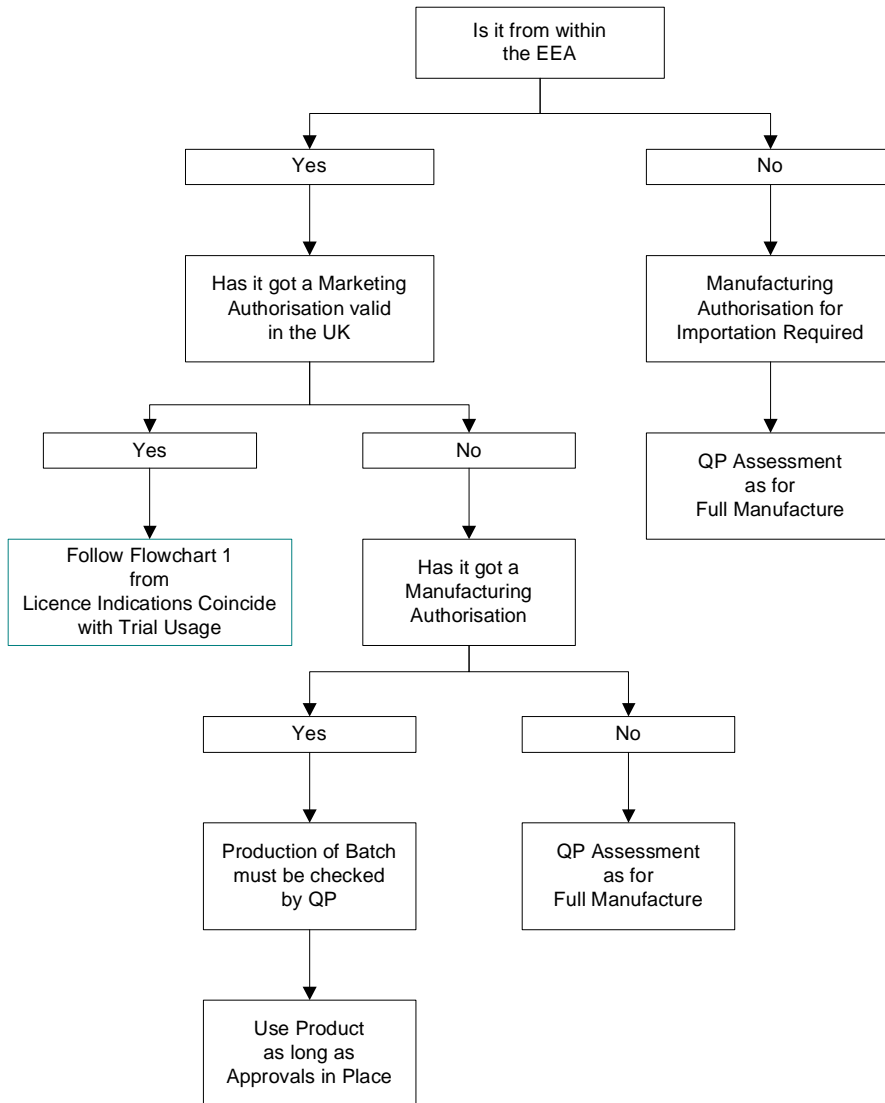 Is it from within
the EEA
Yes
No
Has it got a Marketing
Authorisation valid
in the UK
Manufacturing
Authorisation for
Importation Required
Yes
No
QP Assessment
as for
Full Manufacture
Follow Flowchart 1
from
Licence Indications Coincide
with Trial Usage
Has it got a
Manufacturing
Authorisation
Yes
No
Production of Batch
must be checked
by QP
QP Assessment
as for
Full Manufacture
Use Product
as long as
Approvals in Place